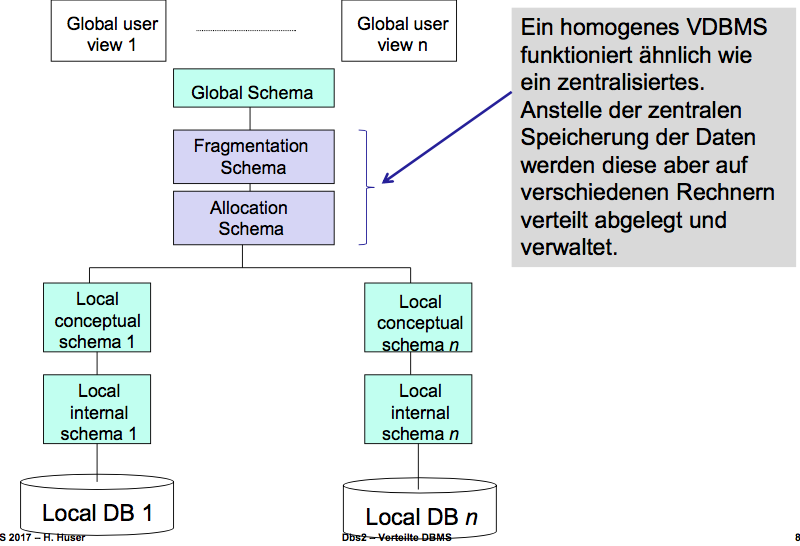 Global user
view 1
Global user
view n
Global Schema
Fragmentation
Schema
Allocation
Schema
Ein homogenes VDBMS
funktioniert ähnlich wie
ein zentralisiertes.
Anstelle der zentralen
Speicherung der Daten
werden diese aber auf
verschiedenen Rechnern
verteilt abgelegt und
verwaltet.
Local
conceptual
schema 1
Local
conceptual
schema n
Local
internal
schema 1
Local
internal
schema n
Local DB 1
Local DB n
S 2017 – H. Huser
Dbs2 – Verteilte DBMS
8